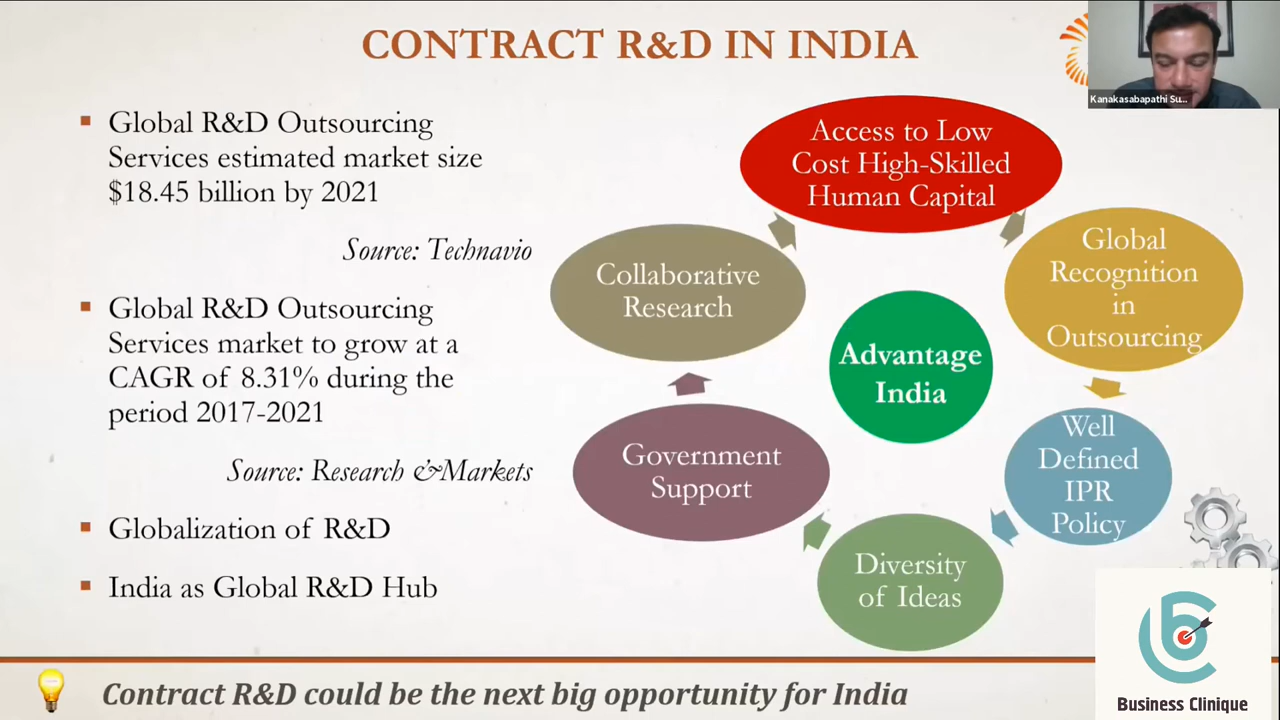 CONTRACT R&D IN INDIA
Kanakasabapathi Su...
Global R&D Outsourcing
Services estimated market size
$18.45 billion by 2021
Source: Technavio
Global R&D Outsourcing
Services market to grow at a
CAGR of 8.31% during the
period 2017-2021
Source: Research &Markets
Globalization of R&D
India as Global R&D Hub
Access to Low
Cost High-Skilled
Human Capital
Global
Recognition
in
Outsourcing
Well
Defined
IPR
Policy
Diversity
of Ideas
Government
Support
Collaborative
Research
Advantage
India
Contract R&D could be the next big opportunity for India
Business Clinique